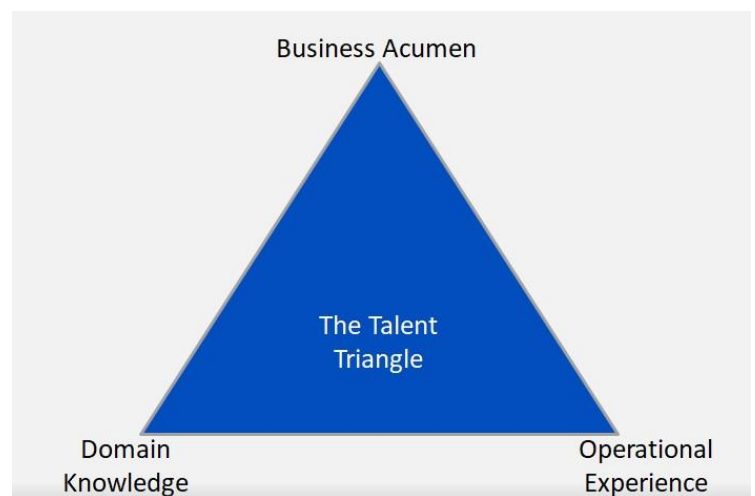 Business Acumen
The Talent
Triangle
Domain
Knowledge
Operational
Experience